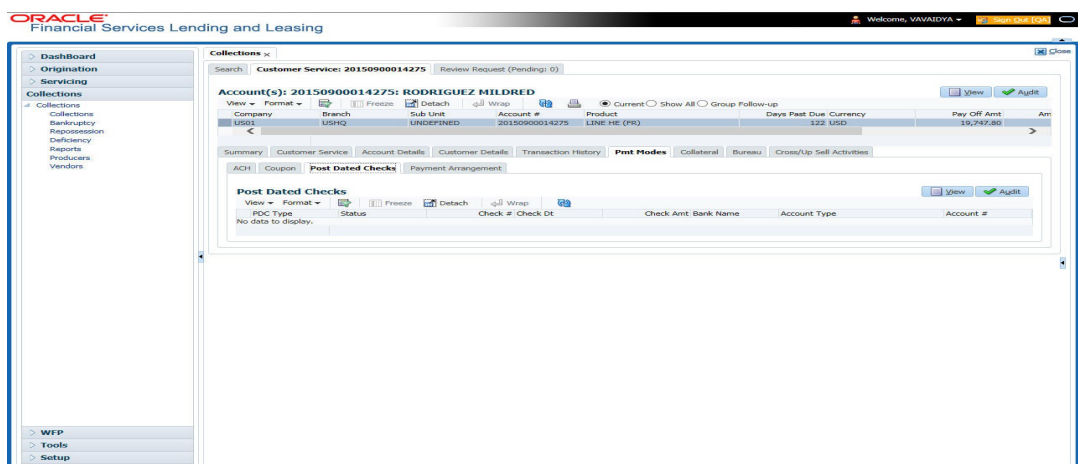 ORACLE
Financial Services Lending and Leasing
Welcome, VAVAIDYA
Sign Out [QA]
Close
DashBoard
Origination
Servicing
Collections
Collections
Collections
Bankruptcy
Repossession
Deficiency
Reports
Producers
Vendors
WFP
Tools
Setup
Collections x
Search Customer Service: 20150900014275 Review Request (Pending: 0)
Account(s): 20150900014275: RODRIGUEZ MILDRED
View Audit
View Format Freeze Detach Wrap Current Show All Group Follow-up
Company Branch Sub Unit Account # Product Days Past Due Currency Pay Off Amt Am
US01 USHQ UNDEFINED 20150900014275 LINE HE (PR) 122 USD 19,747.80
Summary Customer Service Account Details Customer Details Transaction History Pmt Modes Collateral Bureau Cross/Up Sell Activities
ACH Coupon Post Dated Checks Payment Arrangement
Post Dated Checks
View Audit
View Format Freeze Detach Wrap
PDC Type Status Check # Check Dt Check Amt Bank Name Account Type Account #
No data to display.